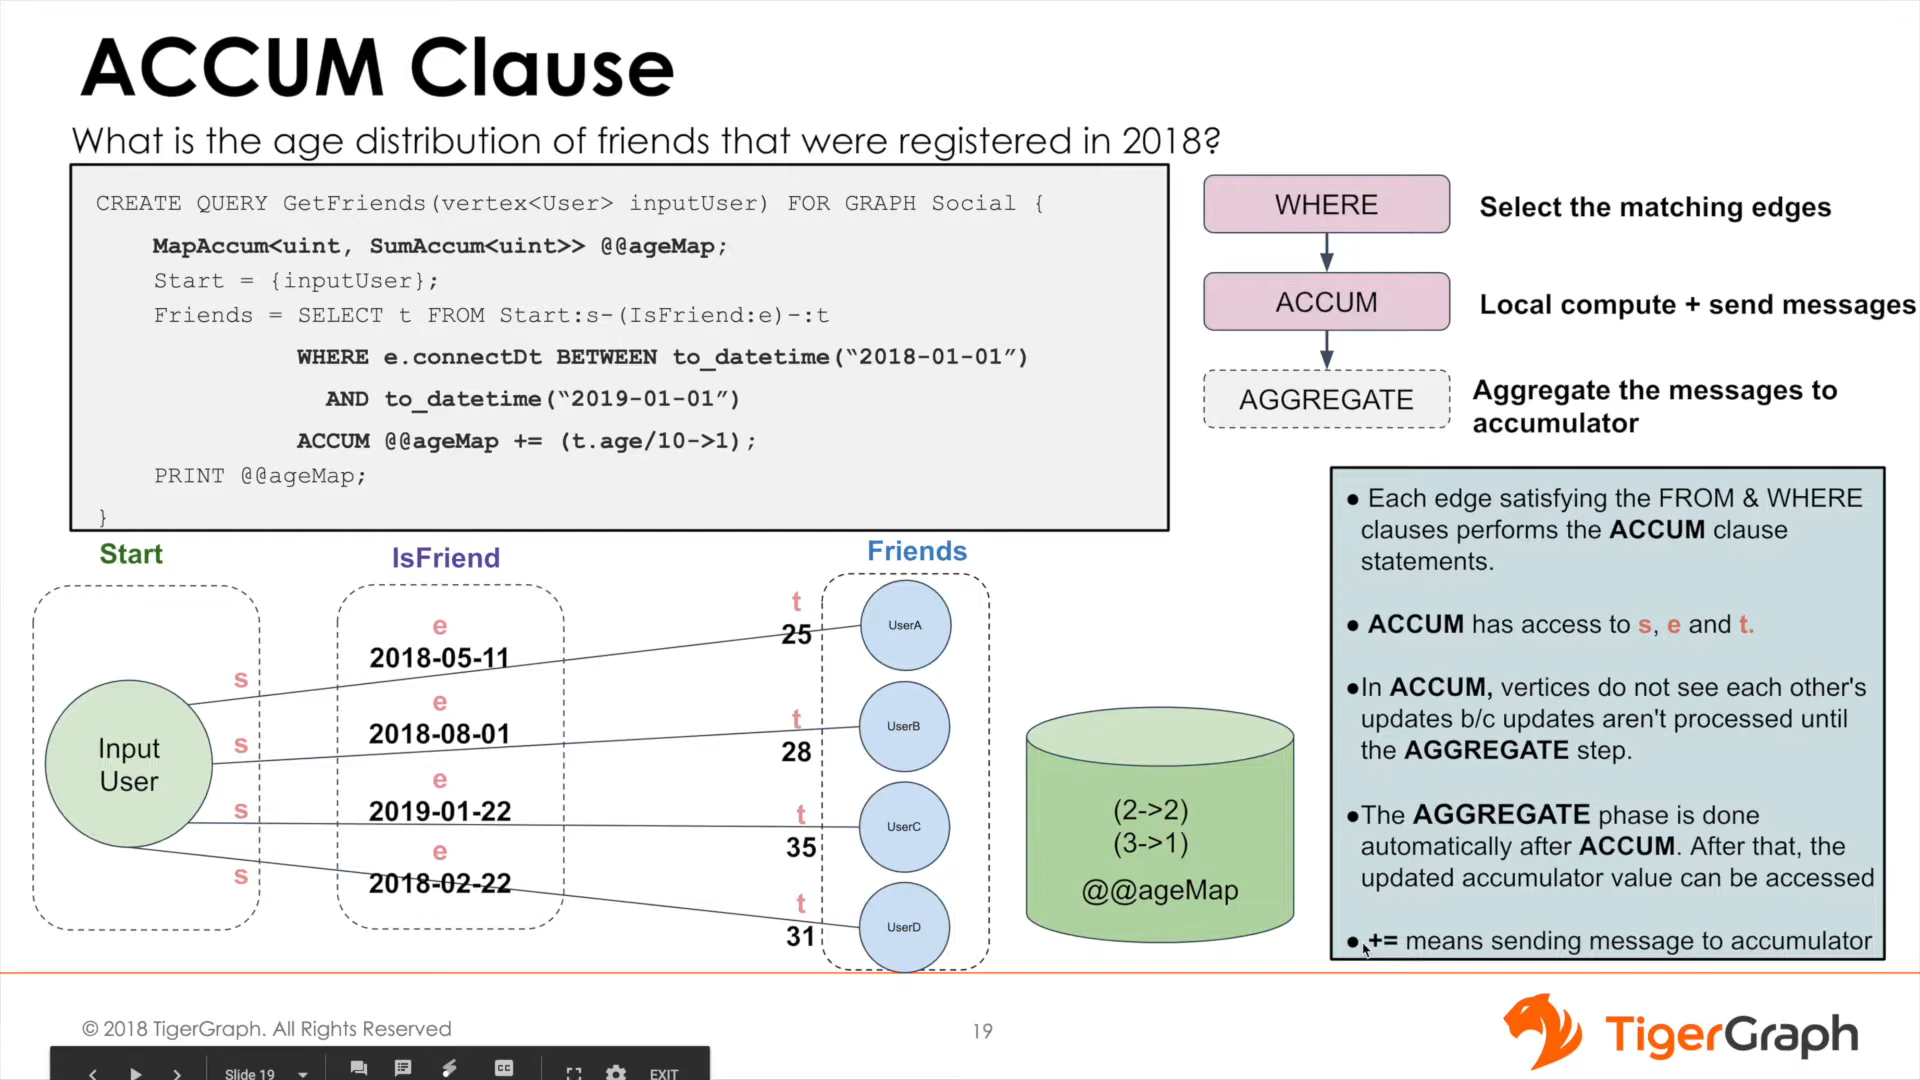 ACCUM Clause
What is the age distribution of friends that were registered in 2018?
CREATE QUERY GetFriends(vertex<User> inputUser) FOR GRAPH Social {
MapAccum<uint, SumAccum<uint>> @@ageMap;
Start = {inputUser};
Friends = SELECT t FROM Start:s-(IsFriend:e)-:t
WHERE e.connectDt BETWEEN to_datetime(“2018-01-01”)
AND to_datetime(“2019-01-01”)
ACCUM @@ageMap += (t.age/10->1);
PRINT @@ageMap;
}
WHERE
Select the matching edges
ACCUM
Local compute + send messages
AGGREGATE
Aggregate the messages to
accumulator
● Each edge satisfying the FROM & WHERE
clauses performs the ACCUM clause
statements.
● ACCUM has access to s, e and t.
●In ACCUM, vertices do not see each other's
updates b/c updates aren't processed until
the AGGREGATE step.
●The AGGREGATE phase is done
automatically after ACCUM. After that, the
updated accumulator value can be accessed
● += means sending message to accumulator
Start
IsFriend
Friends
Input
User
s
s
s
s
e
2018-05-11
e
2018-08-01
e
2019-01-22
e
2018-02-22
t
25
t
28
t
35
t
31
UserA
UserB
UserC
UserD
(2->2)
(3->1)
@@ageMap
© 2018 TigerGraph. All Rights Reserved
19
TigerGraph
Slide 19
CC
EXIT